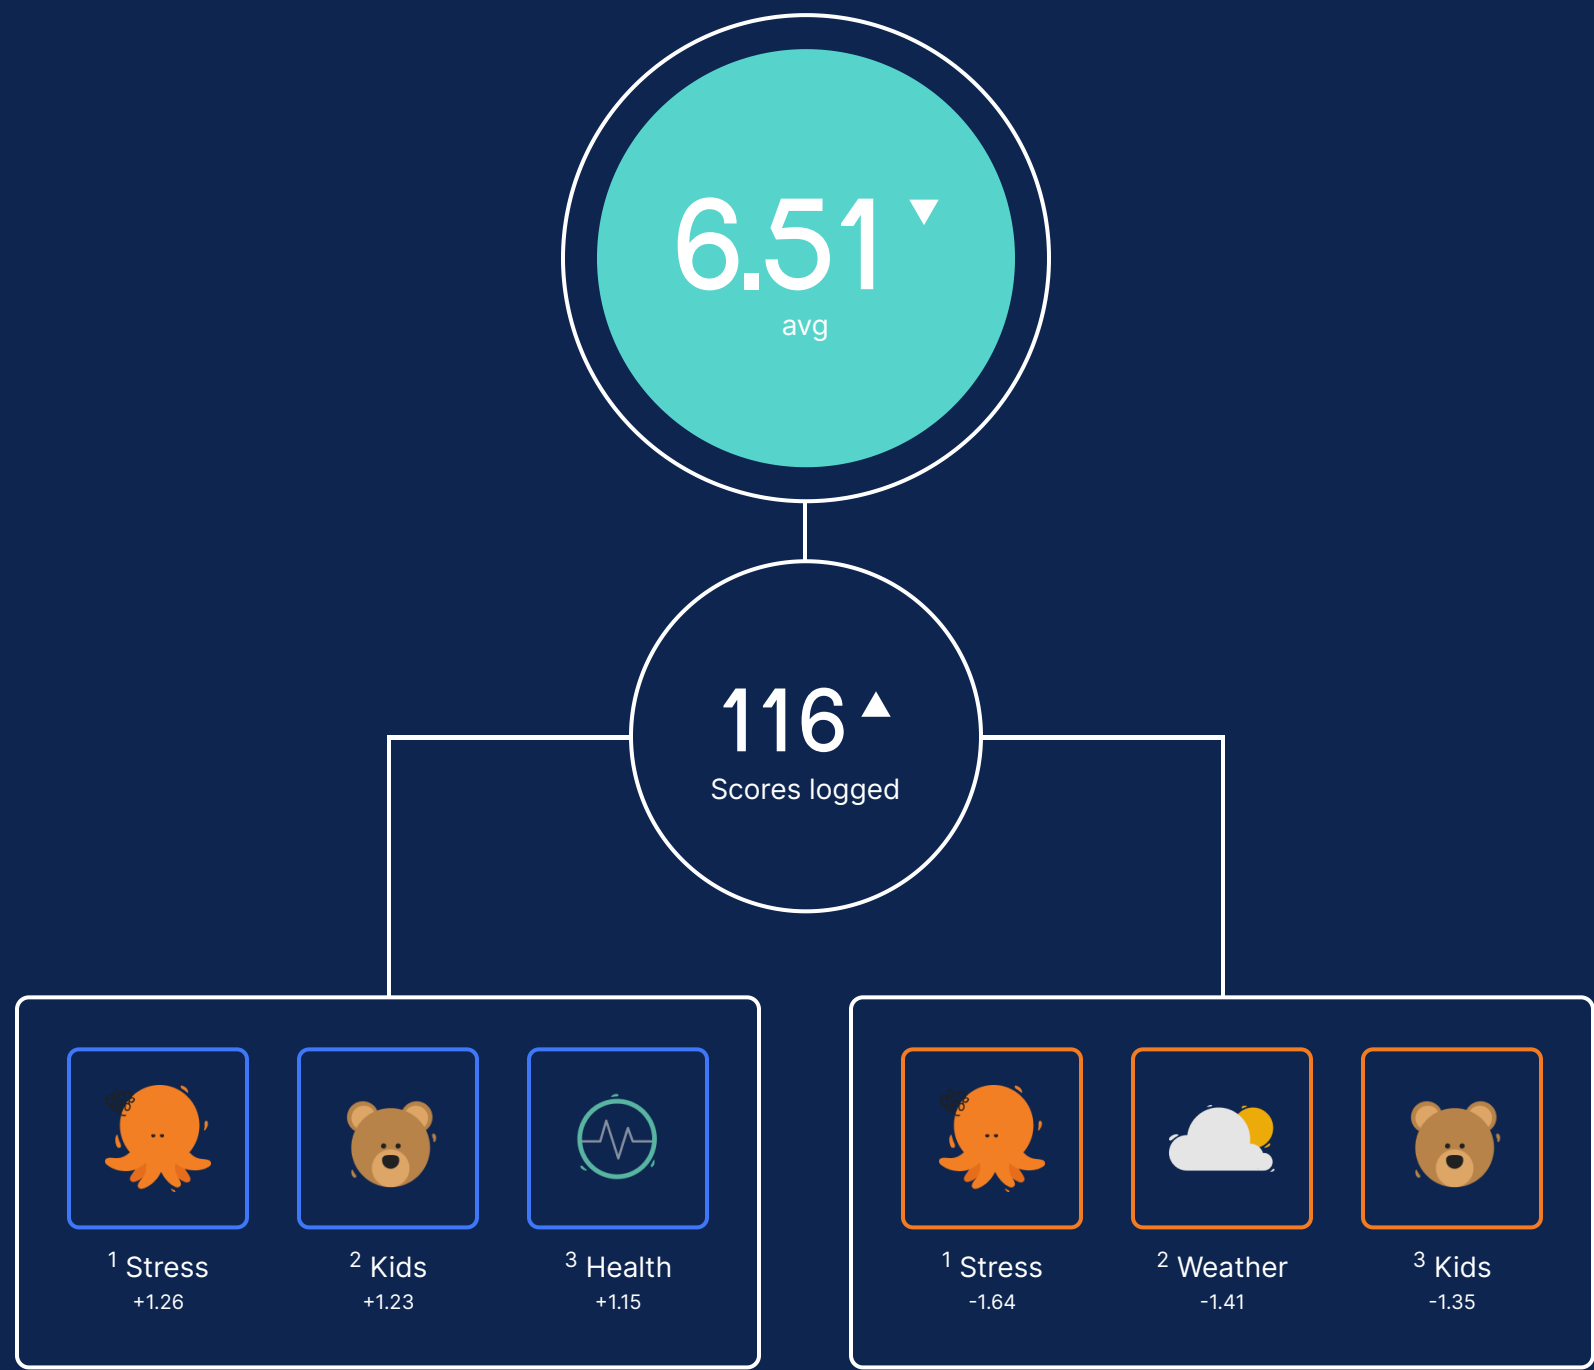 6.51 ▼
avg
116 ▲
Scores logged
1 Stress
+1.26
2 Kids
+1.23
3 Health
+1.15
1 Stress
-1.64
2 Weather
-1.41
3 Kids
-1.35